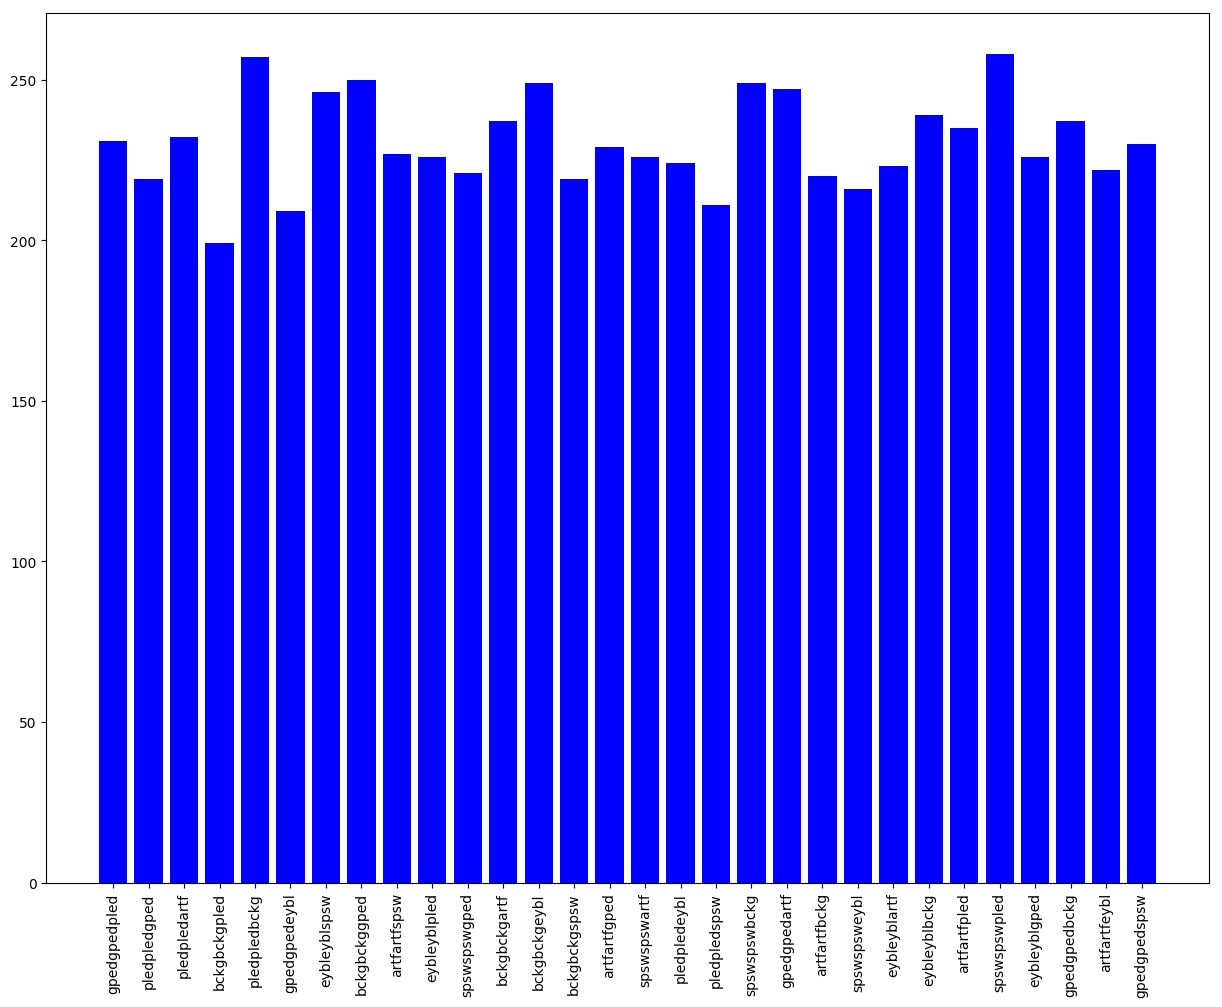 250
200
150
100
50
0
gpedgpedpled
pledpledgped
pledpledartf
bckgbckgpled
pledpledbckg
gpedgpedeybl
eybleyblspsw
bckgbckggped
artfartfspsw
eybleyblpled
spswspswgped
bckgbckgartf
bckgbckgeybl
bckgbckgspsw
artfartfgped
spswspswartf
pledpledeybl
pledpledspsw
spswspswbckg
gpedgpedartf
artfartfbckg
spswspsweybl
eybleyblartf
eybleyblbckg
artfartfpled
spswspswpled
eybleyblgped
gpedgpedbckg
artfartfeybl
gpedgpedspsw